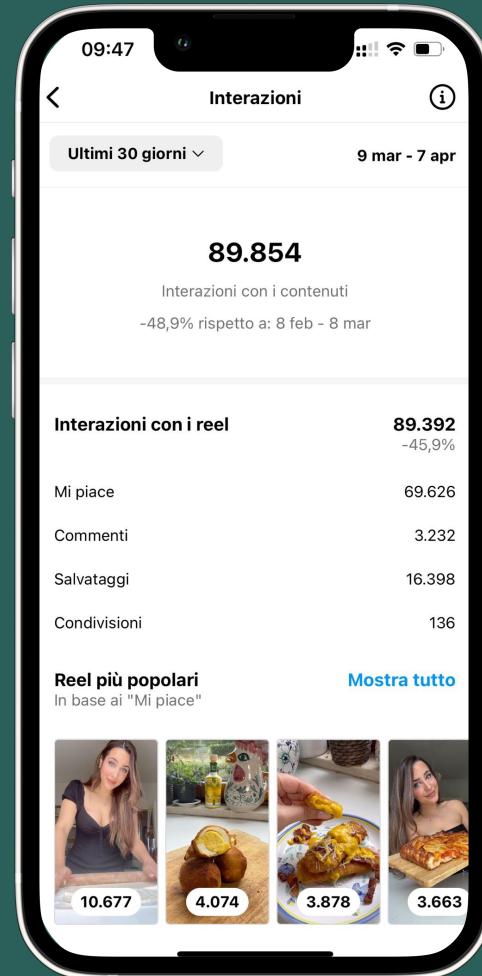 09:47
Interazioni
Ultimi 30 giorni
9 mar - 7 apr
89.854
Interazioni con i contenuti
-48,9% rispetto a: 8 feb - 8 mar
Interazioni con i reel 89.392
-45,9%
Mi piace 69.626
Commenti 3.232
Salvataggi 16.398
Condivisioni 136
Reel più popolari Mostra tutto
In base ai "Mi piace"
10.677 4.074 3.878 3.663